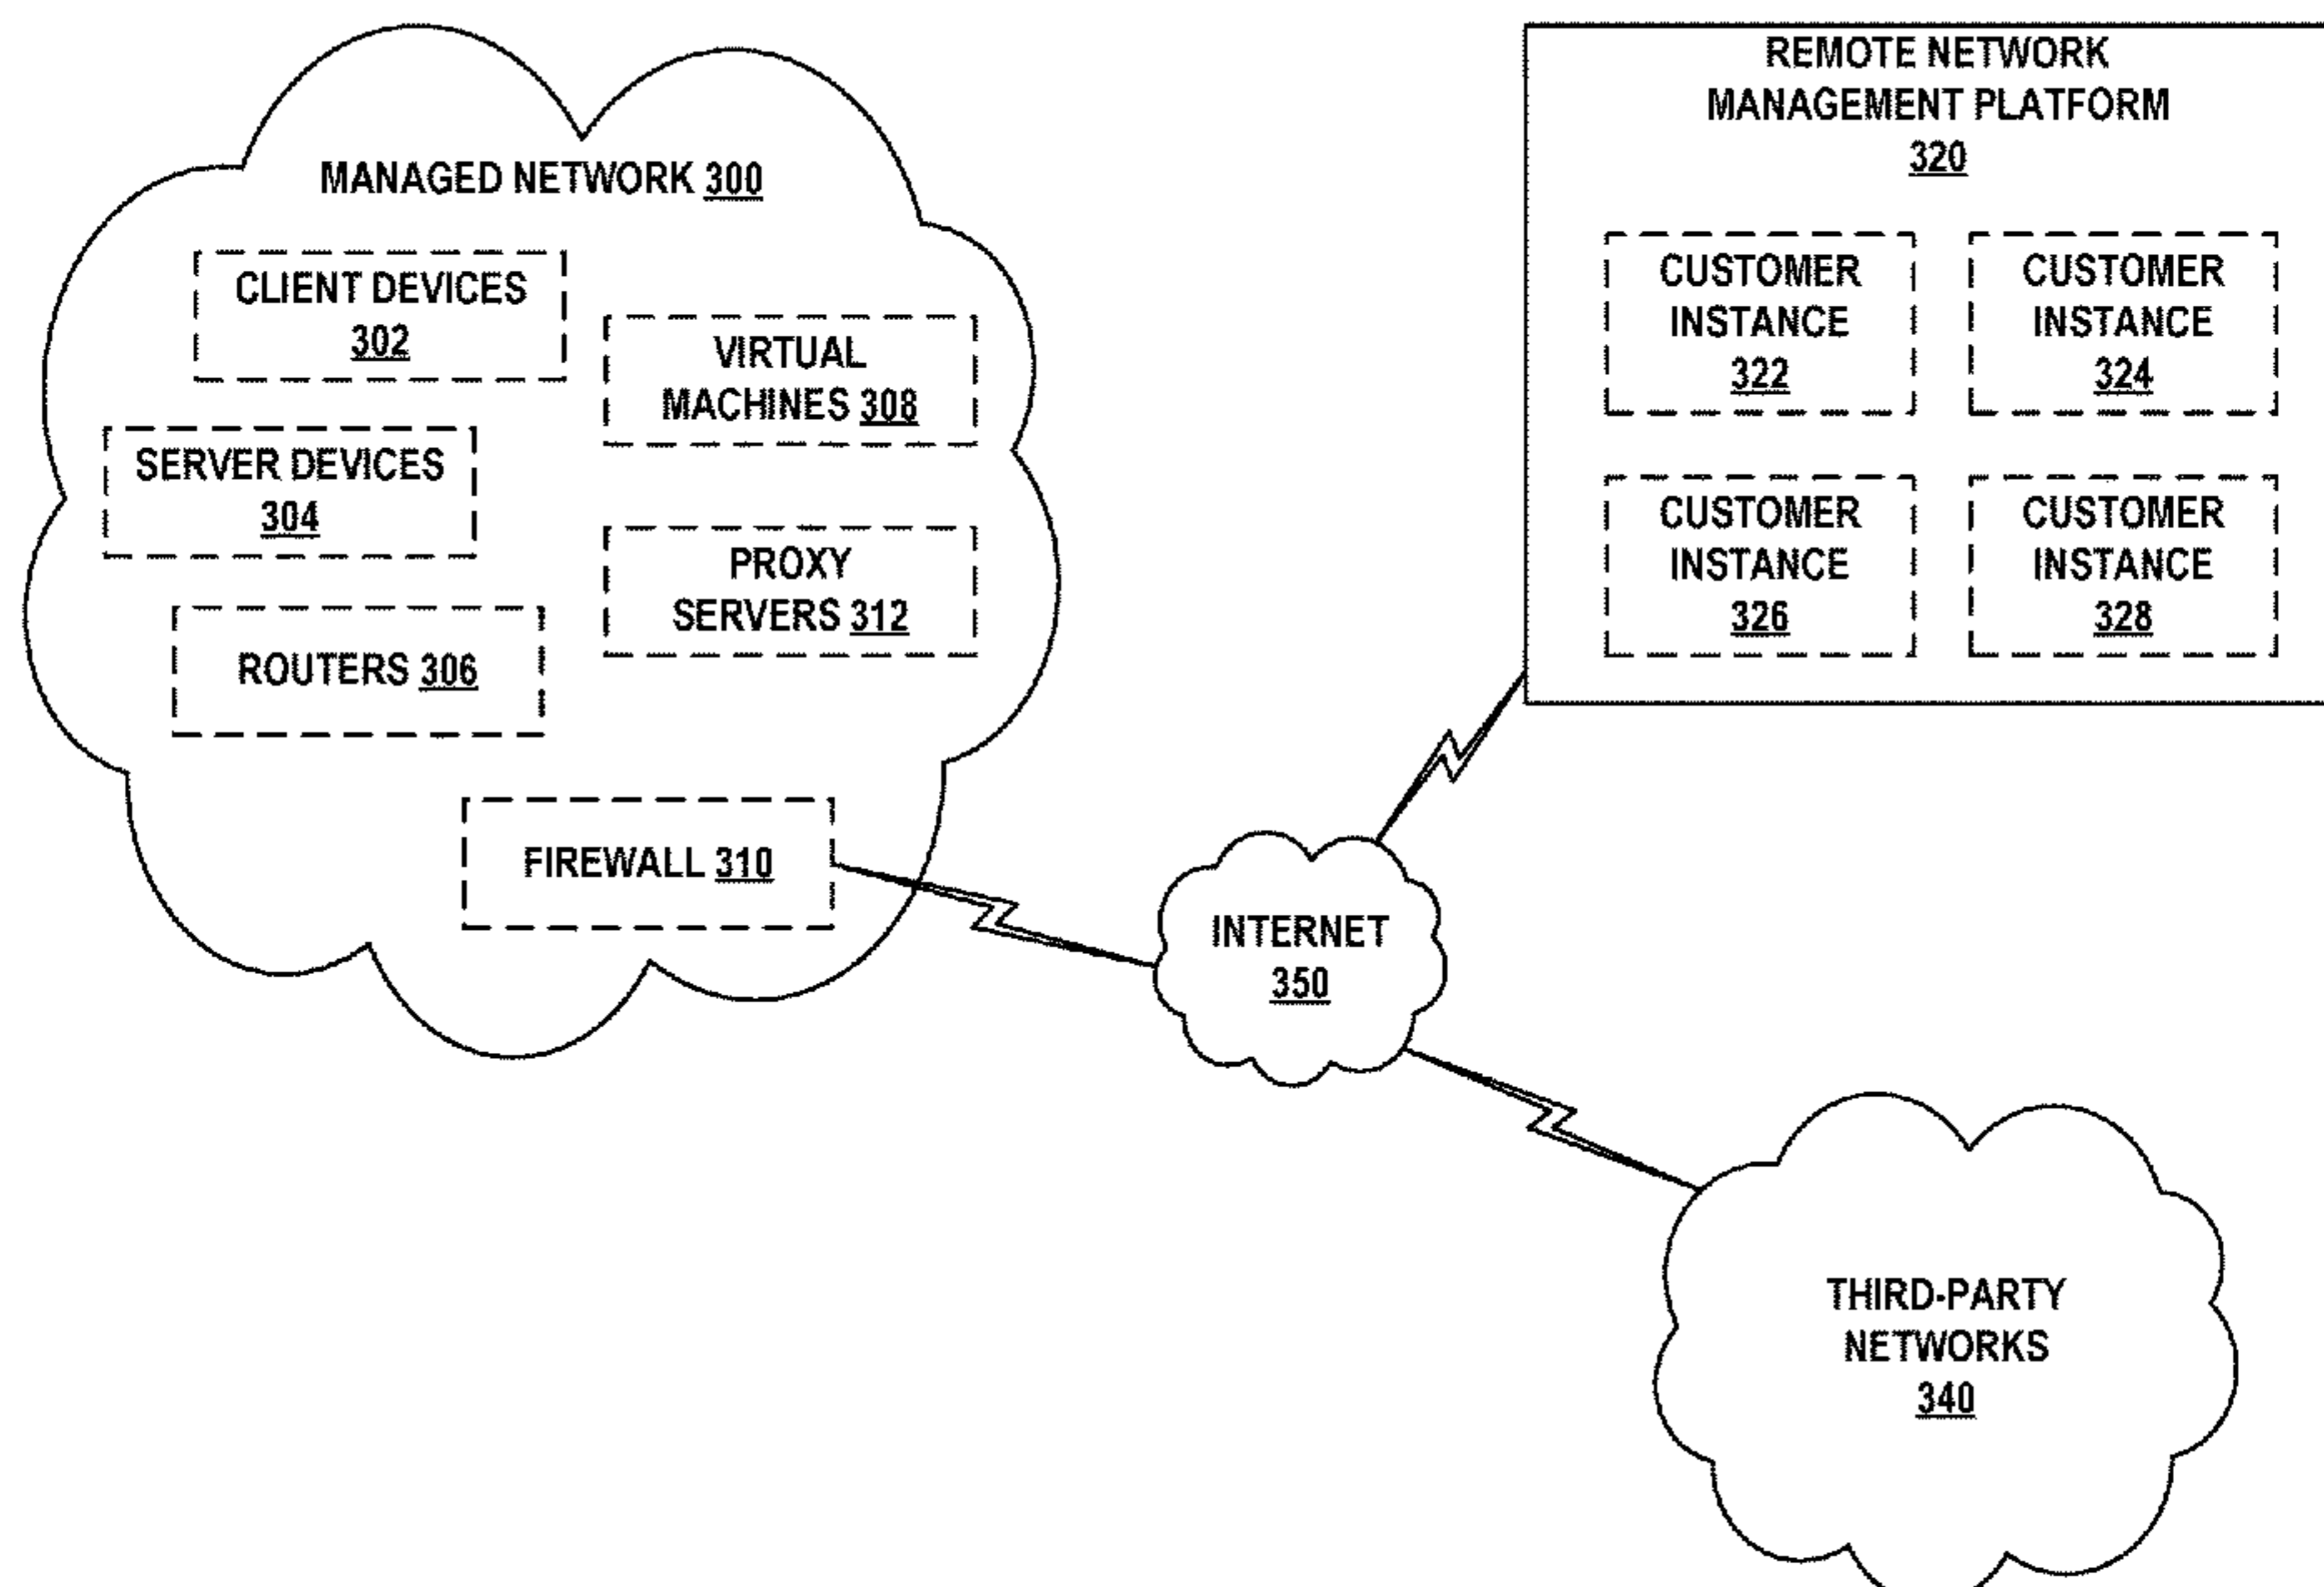 MANAGED NETWORK 300
CLIENT DEVICES
302
VIRTUAL
MACHINES 308
SERVER DEVICES
304
PROXY
SERVERS 312
ROUTERS 306
FIREWALL 310
REMOTE NETWORK
MANAGEMENT PLATFORM
320
CUSTOMER
INSTANCE
322
CUSTOMER
INSTANCE
324
CUSTOMER
INSTANCE
326
CUSTOMER
INSTANCE
328
INTERNET
350
THIRD-PARTY
NETWORKS
340